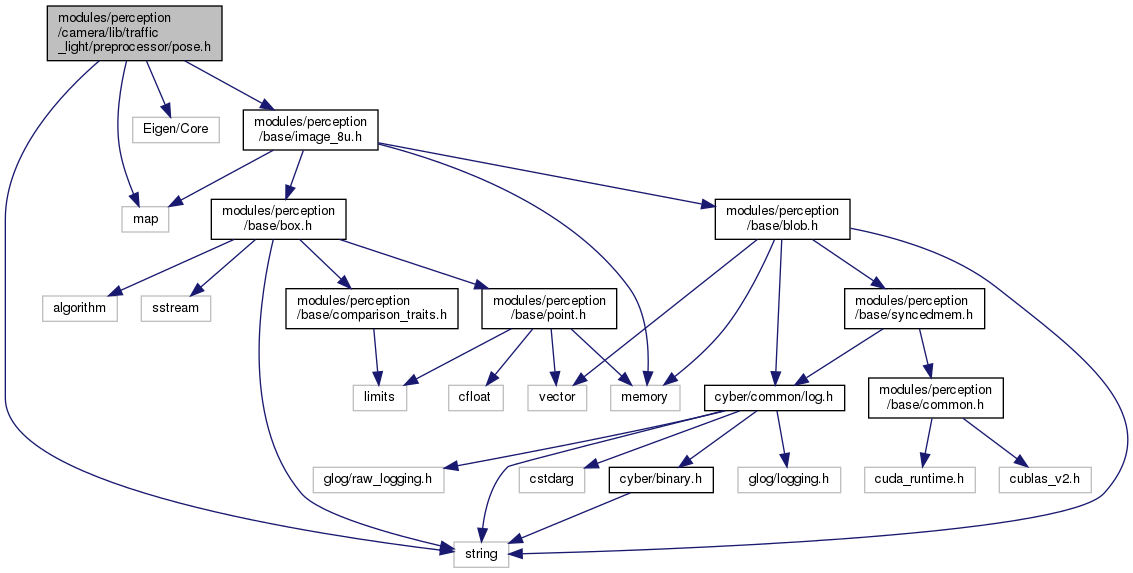 modules/perception
/camera/lib/traffic
_light/preprocessor/pose.h
Eigen/Core
modules/perception
/base/image_8u.h
map
modules/perception
/base/box.h
modules/perception
/base/blob.h
algorithm
sstream
modules/perception
/base/comparison_traits.h
modules/perception
/base/point.h
modules/perception
/base/syncedmem.h
limits
cfloat
vector
memory
cyber/common/log.h
modules/perception
/base/common.h
glog/raw_logging.h
cstdarg
cyber/binary.h
glog/logging.h
cuda_runtime.h
cublas_v2.h
string